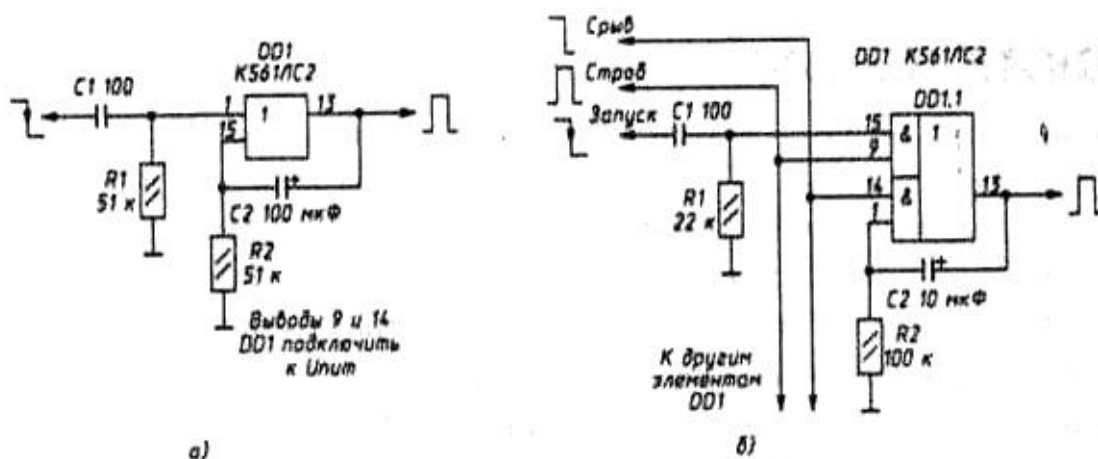 DD1
К561ЛС2
C1 100
1
1
13
15
R1
51 к
C2 100 мкФ
R2
51 к
Выводы 9 и 14
DD1 подключить
к Uпит
а)
Срыв
Строб
Запуск
C1 100
DD1 К561ЛС2
DD1.1
15
&
1
9
14
&
13
1
R1
22 к
C2 10 мкФ
R2
100 к
К другим
элементам
DD1
б)